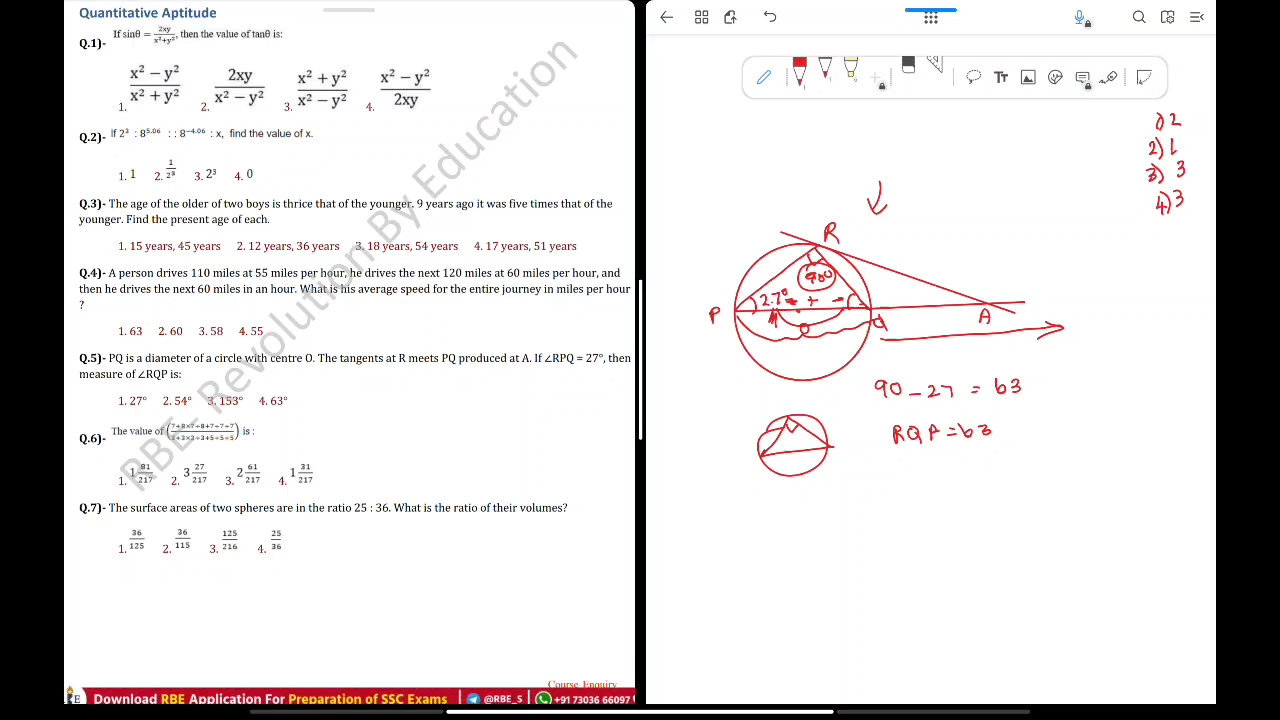 Quantitative Aptitude
Q.1)- If sinθ = 2xy/x²+y², then the value of tanθ is:
1. x² − y²/x² + y² 2. 2xy/x² − y² 3. x² + y²/x² − y² 4. x² − y²/2xy
Q.2)- If 2³ : 8^5.06 : : 8^−4.06 : x, find the value of x.
1. 1 2. 1/2³ 3. 2³ 4. 0
Q.3)- The age of the older of two boys is thrice that of the younger. 9 years ago it was five times that of the
younger. Find the present age of each.
1. 15 years, 45 years 2. 12 years, 36 years 3. 18 years, 54 years 4. 17 years, 51 years
Q.4)- A person drives 110 miles at 55 miles per hour, he drives the next 120 miles at 60 miles per hour, and
then he drives the next 60 miles in an hour. What is his average speed for the entire journey in miles per hour
?
1. 63 2. 60 3. 58 4. 55
Q.5)- PQ is a diameter of a circle with centre O. The tangents at R meets PQ produced at A. If ∠RPQ = 27°, then
measure of ∠RQP is:
1. 27° 2. 54° 3. 153° 4. 63°
Q.6)- The value of () is :
1. 1 81/217 2. 3 27/217 3. 2 61/217 4. 1 31/217
Q.7)- The surface areas of two spheres are in the ratio 25 : 36. What is the ratio of their volumes?
1. 36/125 2. 36/115 3. 125/216 4. 25/36
RBE- Revolution By Education
Course Enquiry
E Download RBE Application For Preparation of SSC Exams @RBE_S +91 73036 66097
Tт
1) 2
2) 1
3) 3
4) 3
R
90
27°
+
P
O
Q
A
90 - 27 = 63
RQP = 63